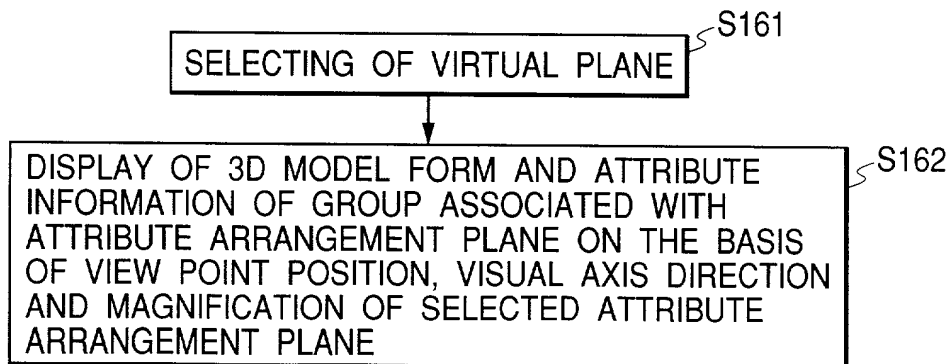 S161
SELECTING OF VIRTUAL PLANE
S162
DISPLAY OF 3D MODEL FORM AND ATTRIBUTE
INFORMATION OF GROUP ASSOCIATED WITH
ATTRIBUTE ARRANGEMENT PLANE ON THE BASIS
OF VIEW POINT POSITION, VISUAL AXIS DIRECTION
AND MAGNIFICATION OF SELECTED ATTRIBUTE
ARRANGEMENT PLANE